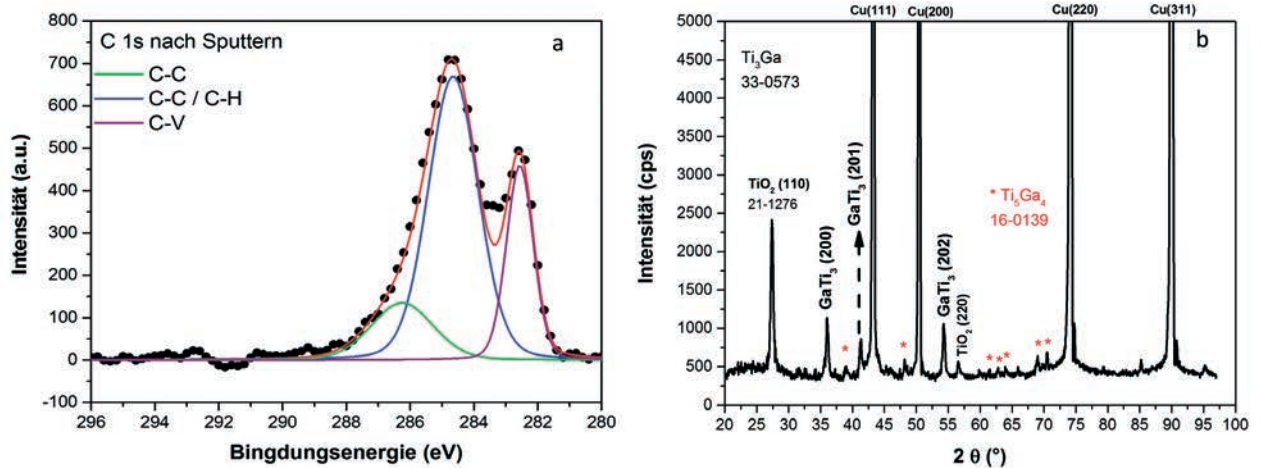 a
C 1s nach Sputtern
C-C
C-C / C-H
C-V
800
700
600
500
400
300
200
100
0
-100
Intensität (a.u.)
296 294 292 290 288 286 284 282 280
Bingdungsenergie (eV)
Cu(111) Cu(200) Cu(220) Cu(311)
b
Ti₃Ga
33-0573
TiO₂ (110)
21-1276
GaTi₃ (200)
GaTi₃ (201)
GaTi₃ (202)
TiO₂ (220)
* Ti₅Ga₄
16-0139
* * * * * * *
5000
4500
4000
3500
3000
2500
2000
1500
1000
500
0
Intensität (cps)
20 25 30 35 40 45 50 55 60 65 70 75 80 85 90 95 100
2 θ (°)